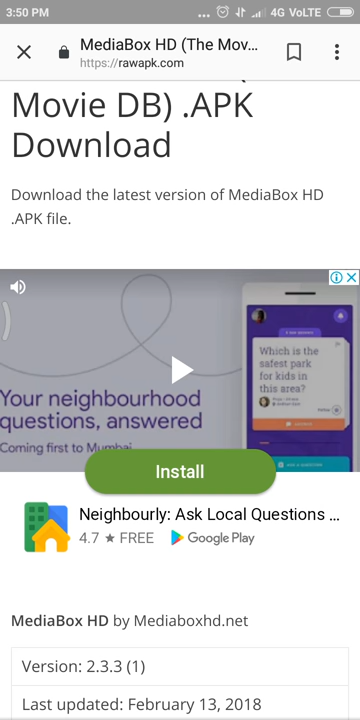 3:50 PM
4G VoLTE
MediaBox HD (The Mov...
https://rawapk.com
Movie DB) .APK
Download
Download the latest version of MediaBox HD
.APK file.
Your neighbourhood
questions, answered
Coming first to Mumbai
Which is the
safest park
for kids in
this area?
Install
Neighbourly: Ask Local Questions ...
4.7 ★ FREE Google Play
MediaBox HD by Mediaboxhd.net
Version: 2.3.3 (1)
Last updated: February 13, 2018